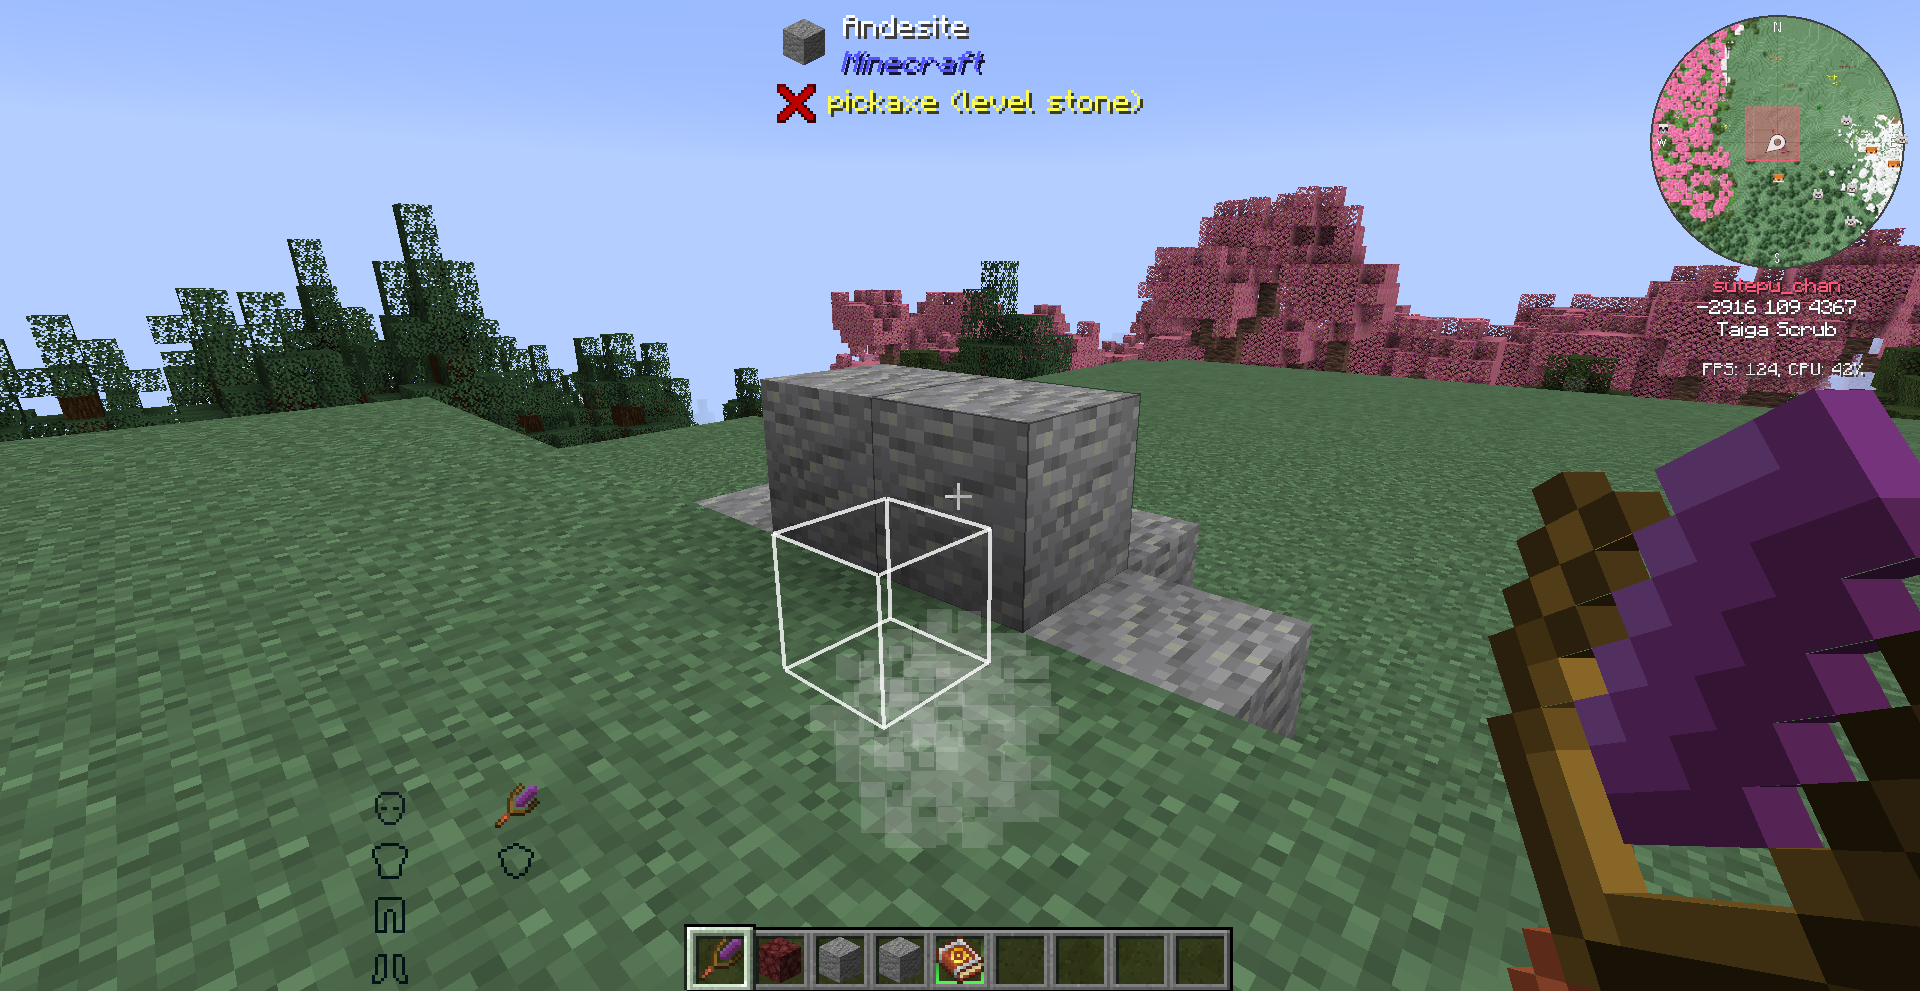 Andesite
Minecraft
pickaxe (level stone)
N
W
S
sutepu_chan
-2916 109 4367
Taiga Scrub
FPS: 124, CPU: 42%